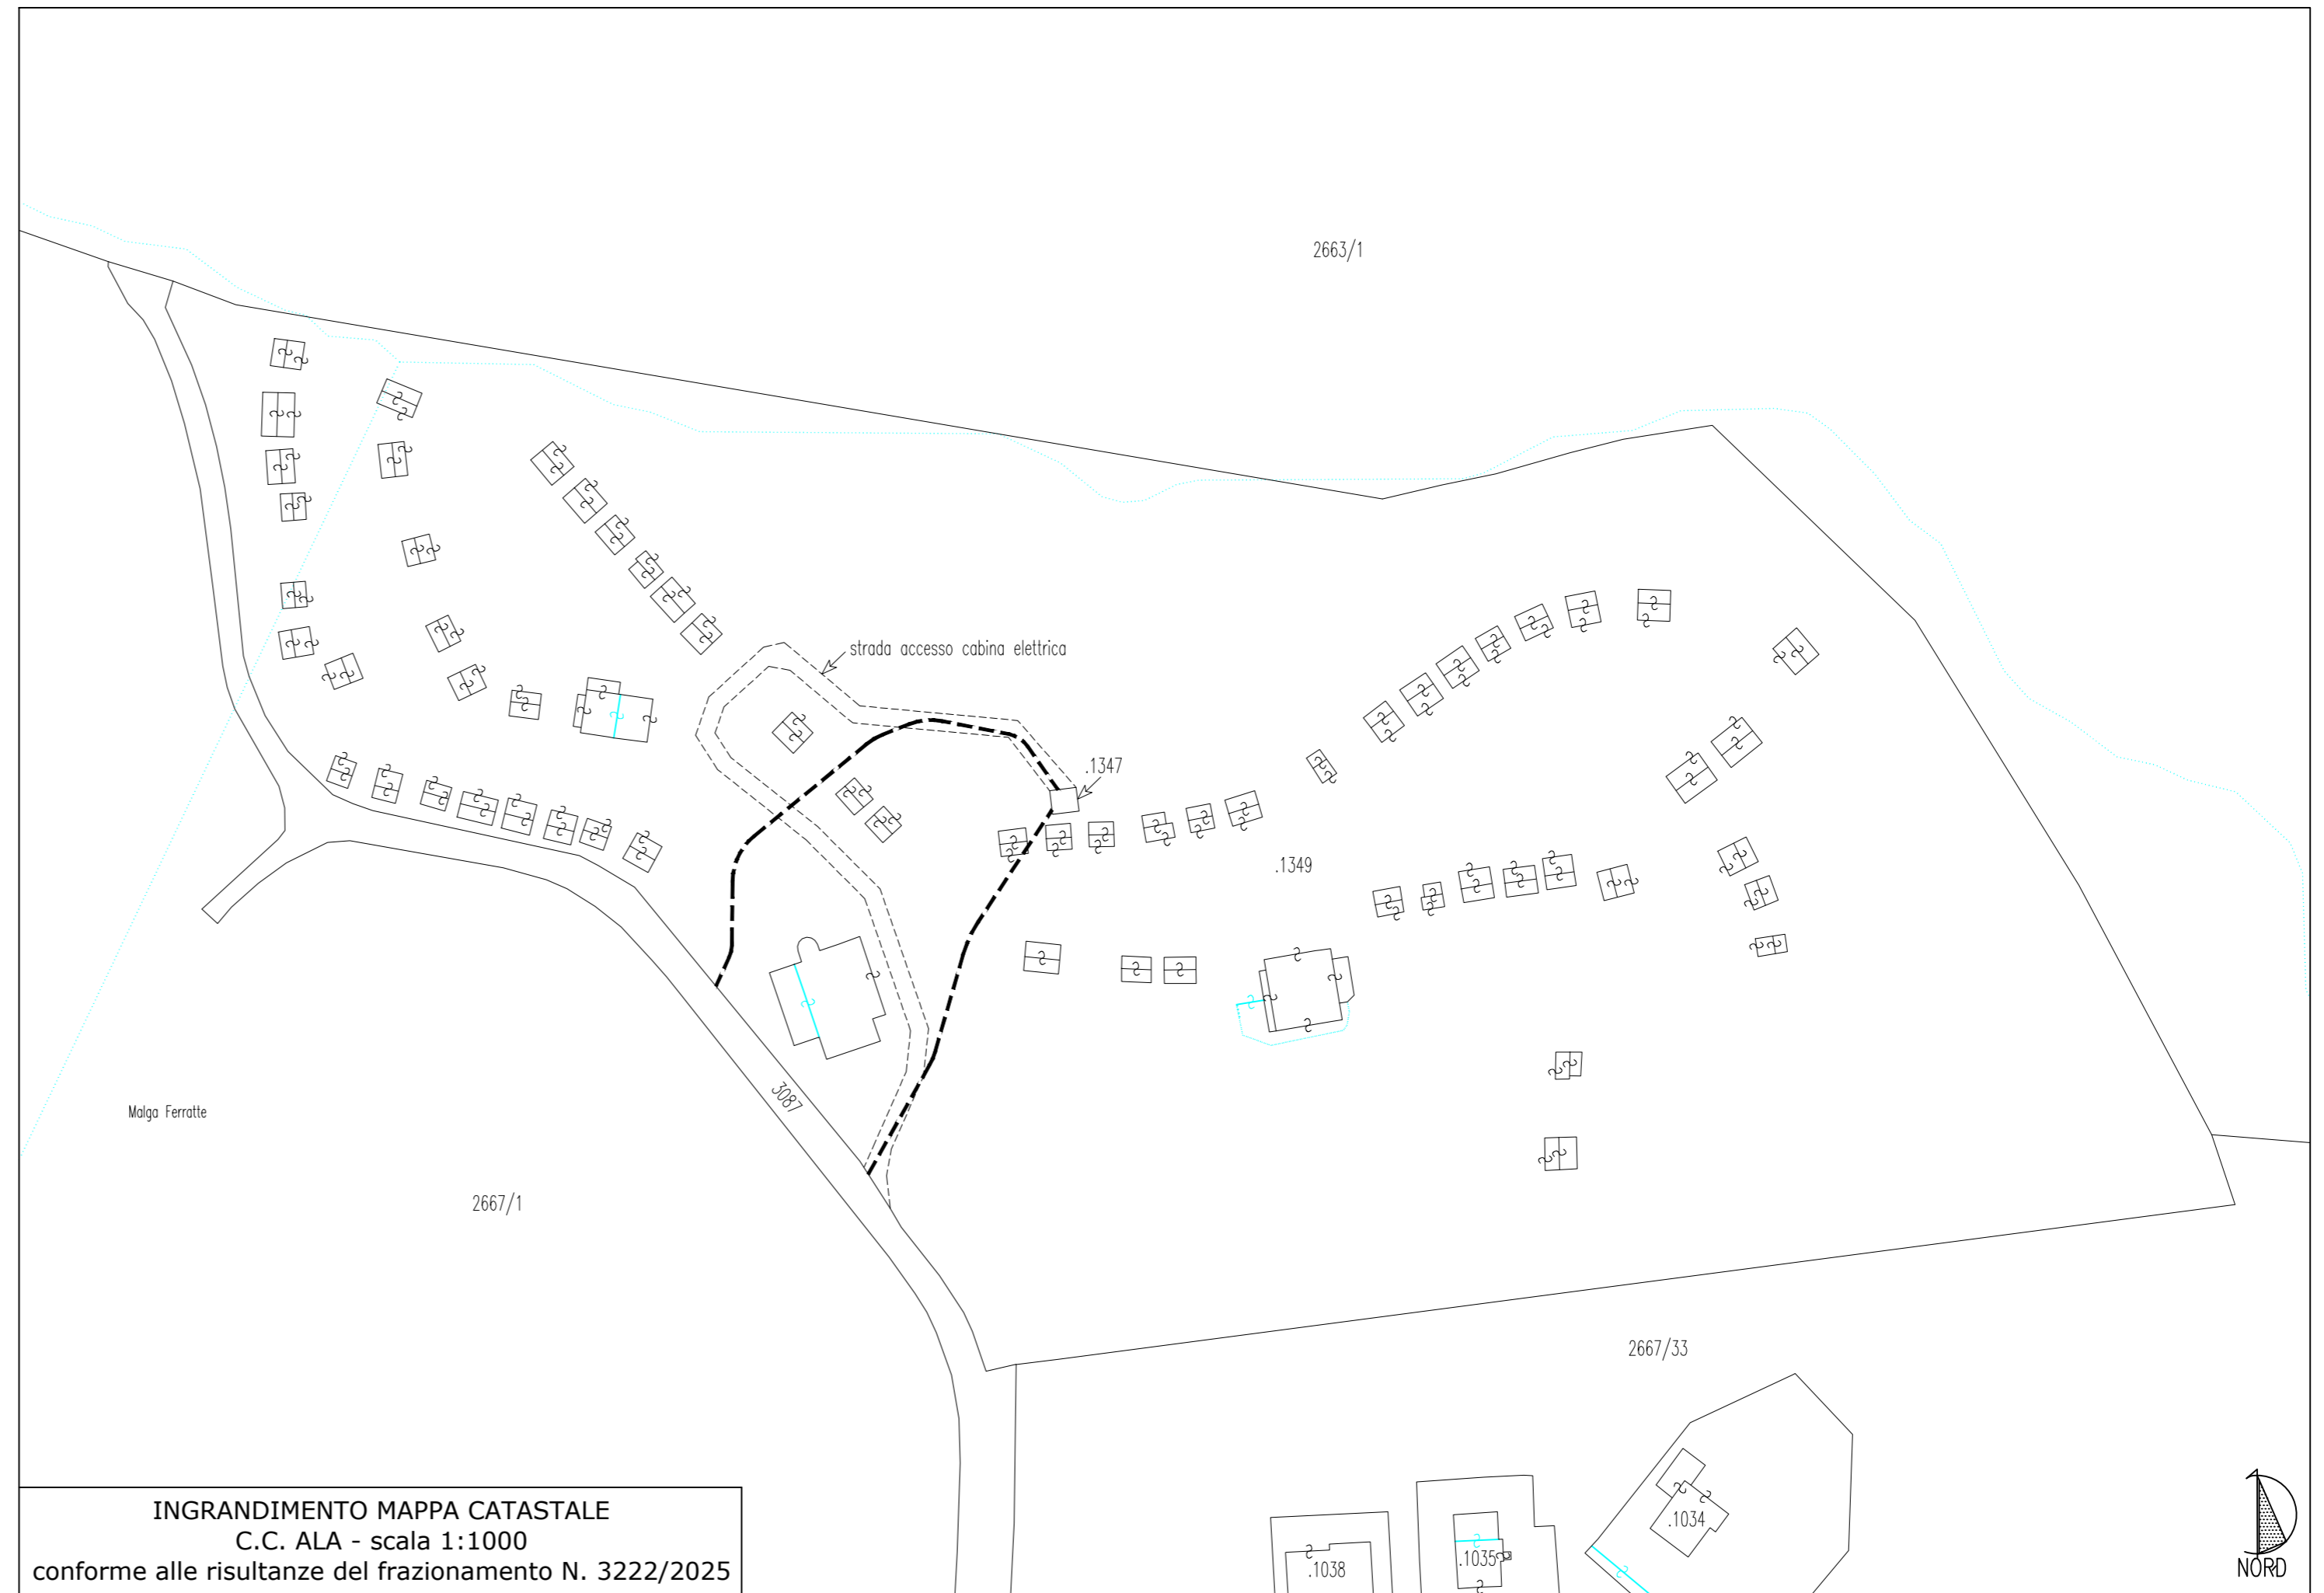 2663/1
strada accesso cabina elettrica
.1347
.1349
3087
Malga Ferratte
2667/1
2667/33
.1034
.1035
.1038
INGRANDIMENTO MAPPA CATASTALE
C.C. ALA - scala 1:1000
conforme alle risultanze del frazionamento N. 3222/2025
NORD